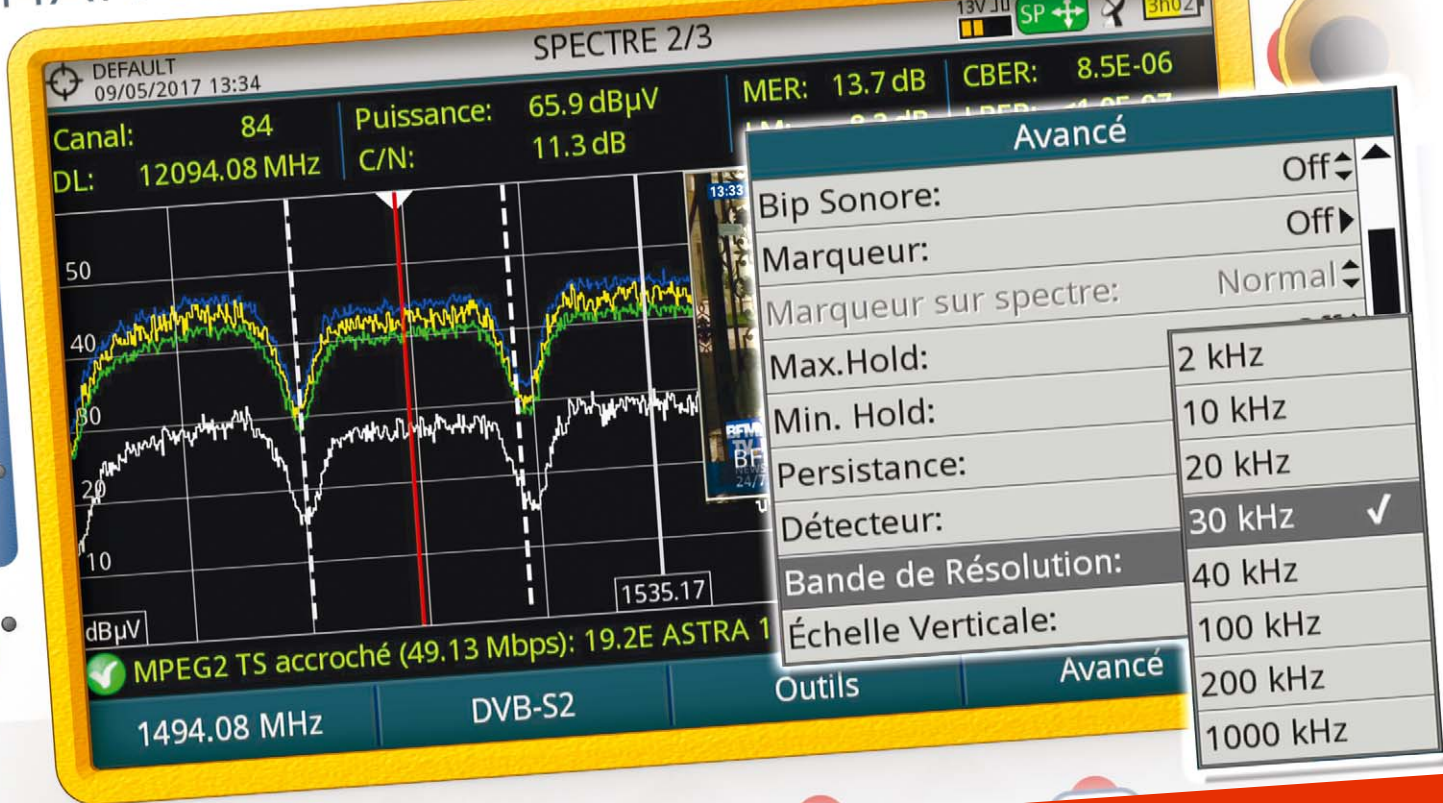 SPECTRE 2/3
13V
SP
3h02
DEFAULT
09/05/2017 13:34
Canal: 84
DL: 12094.08 MHz
Puissance: 65.9 dBµV
C/N: 11.3 dB
MER: 13.7 dB
CBER: 8.5E-06
50
40
30
20
10
dBµV
1535.17
13:33
BFM
TV
24/7
MPEG2 TS accroché (49.13 Mbps): 19.2E ASTRA 1
1494.08 MHz
DVB-S2
Outils
Avancé
Avancé
Bip Sonore: Off
Marqueur: Off
Marqueur sur spectre: Normal
Max.Hold:
Min. Hold:
Persistance:
Détecteur:
Bande de Résolution:
Échelle Verticale:
2 kHz
10 kHz
20 kHz
30 kHz
40 kHz
100 kHz
200 kHz
1000 kHz